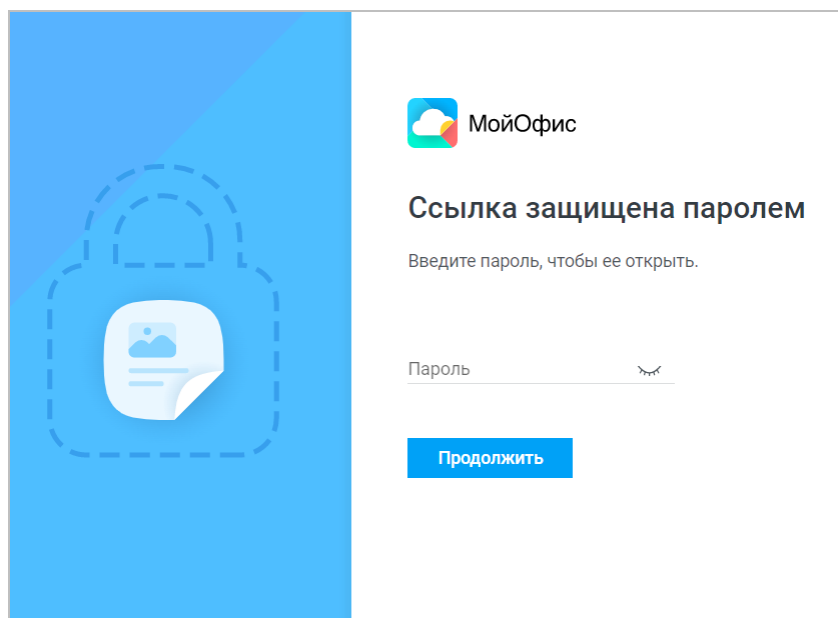 МойОфис
Ссылка защищена паролем
Введите пароль, чтобы ее открыть.
Пароль
Продолжить